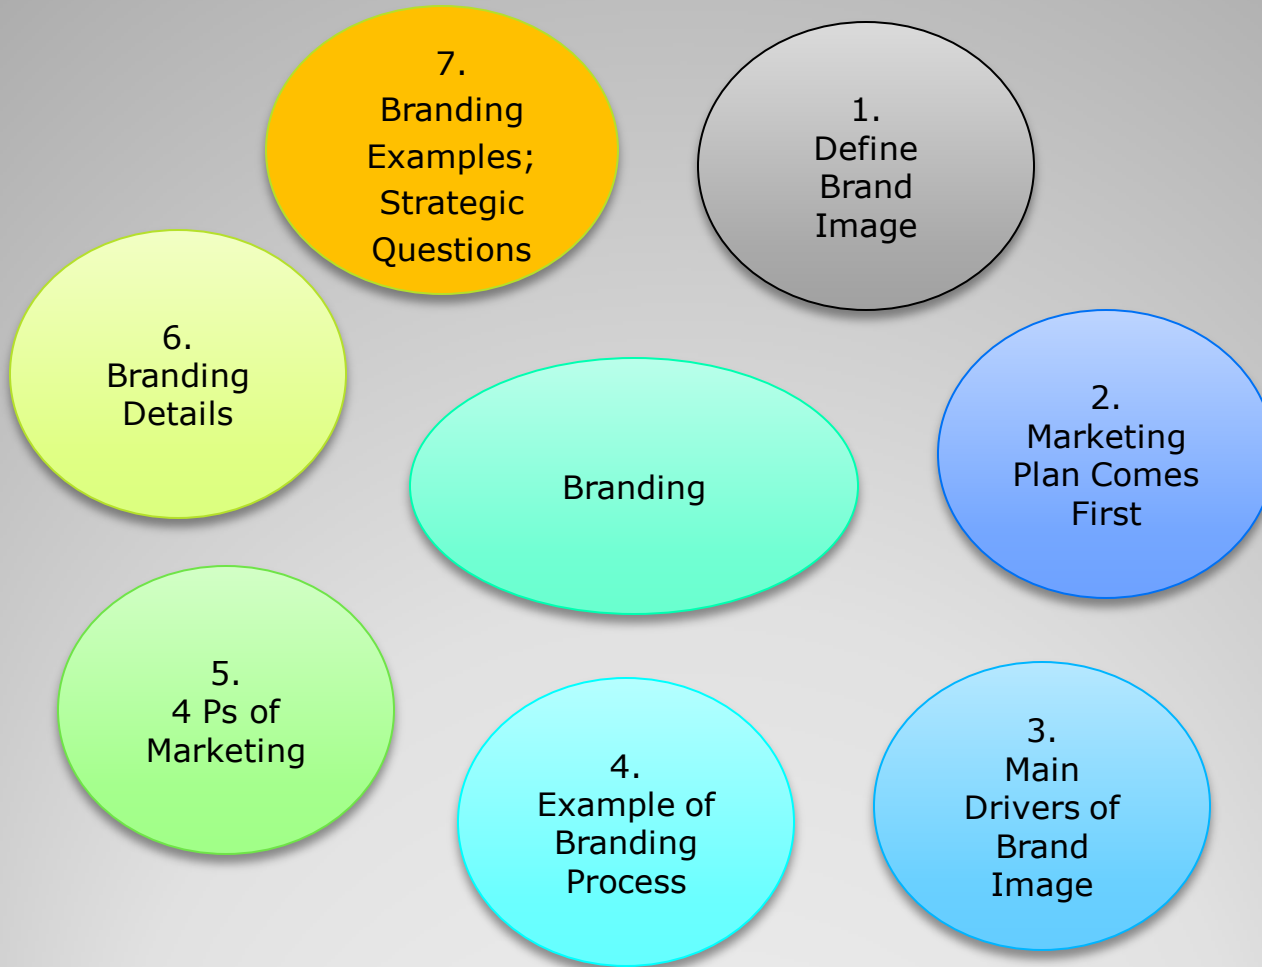 Branding
1.
Define
Brand
Image
2.
Marketing
Plan Comes
First
3.
Main
Drivers of
Brand
Image
4.
Example of
Branding
Process
5.
4 Ps of
Marketing
6.
Branding
Details
7.
Branding
Examples;
Strategic
Questions